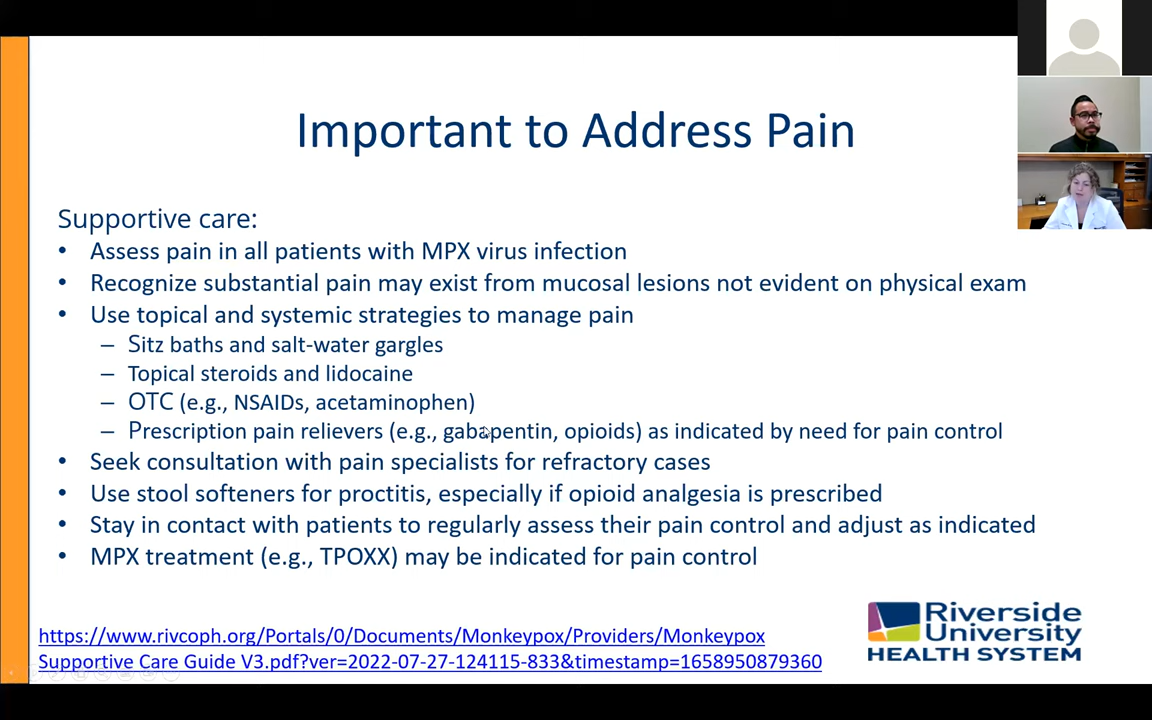 Important to Address Pain
Supportive care:
• Assess pain in all patients with MPX virus infection
• Recognize substantial pain may exist from mucosal lesions not evident on physical exam
• Use topical and systemic strategies to manage pain
– Sitz baths and salt-water gargles
– Topical steroids and lidocaine
– OTC (e.g., NSAIDs, acetaminophen)
– Prescription pain relievers (e.g., gabapentin, opioids) as indicated by need for pain control
• Seek consultation with pain specialists for refractory cases
• Use stool softeners for proctitis, especially if opioid analgesia is prescribed
• Stay in contact with patients to regularly assess their pain control and adjust as indicated
• MPX treatment (e.g., TPOXX) may be indicated for pain control
https://www.rivcoph.org/Portals/0/Documents/Monkeypox/Providers/Monkeypox
Supportive Care Guide V3.pdf?ver=2022-07-27-124115-833&timestamp=1658950879360
Riverside
University
HEALTH SYSTEM